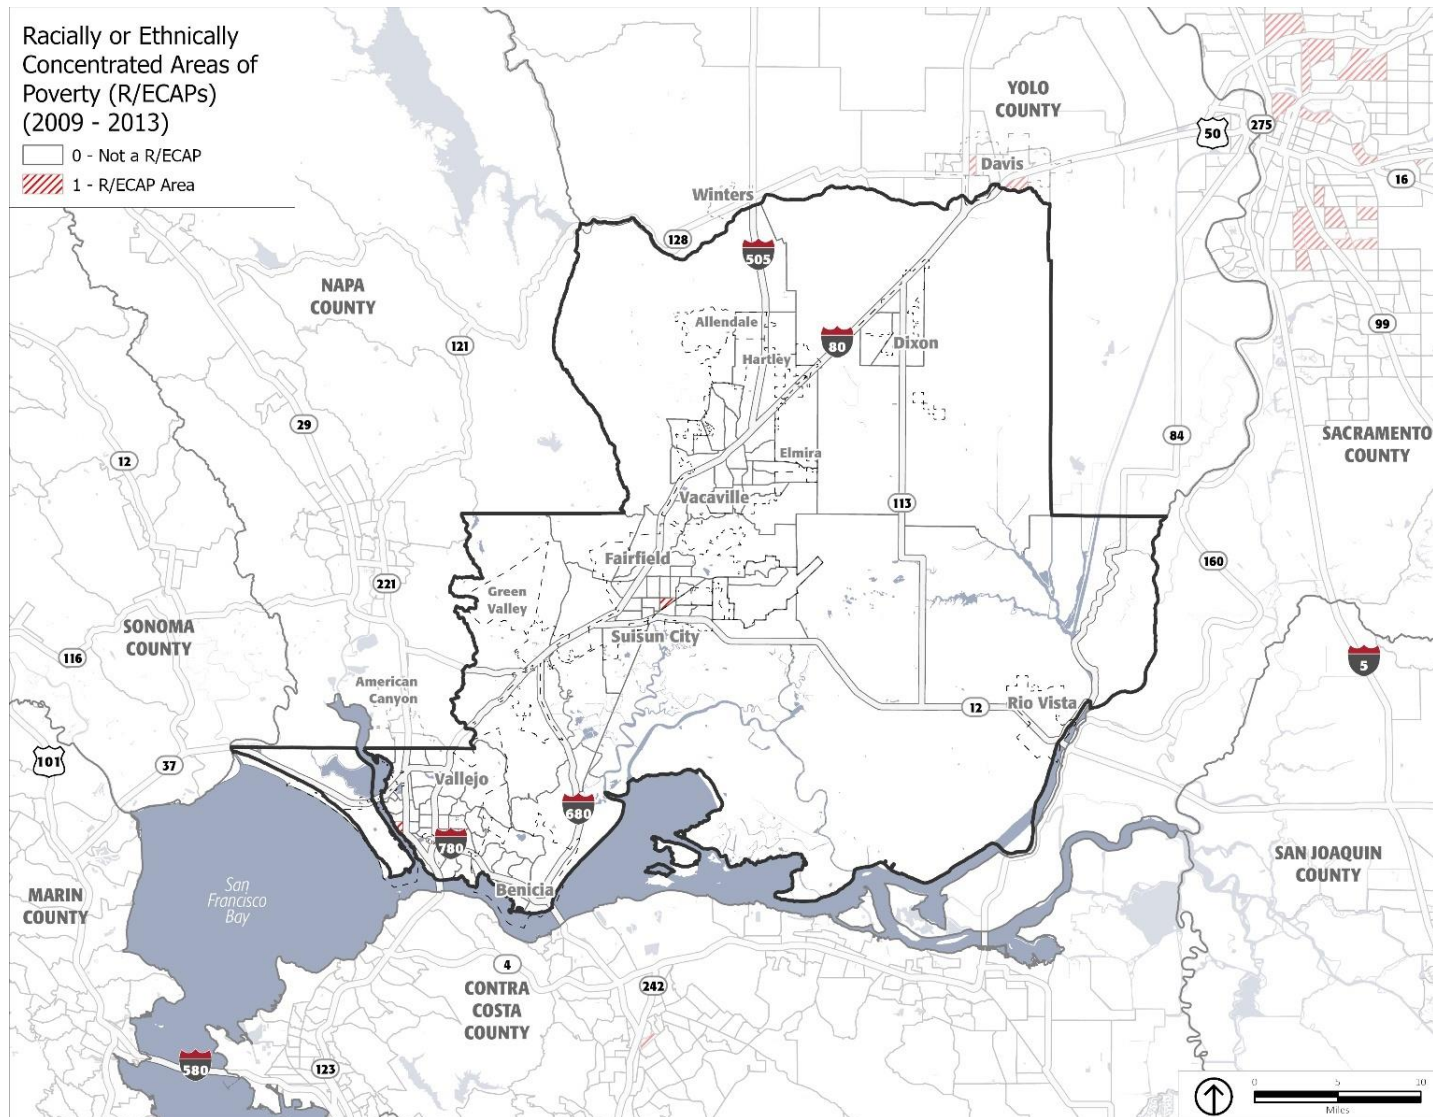 Racially or Ethnically
Concentrated Areas of
Poverty (R/ECAPs)
(2009 - 2013)
0 - Not a R/ECAP
1 - R/ECAP Area
YOLO
COUNTY
50
275
Davis
16
Winters
128
505
NAPA
COUNTY
Allendale
80
Dixon
99
121
Hartley
29
84
SACRAMENTO
COUNTY
12
Elmira
Vacaville
113
Fairfield
160
221
Green
Valley
SONOMA
COUNTY
Suisun City
116
5
American
Canyon
Rio Vista
12
101
37
Vallejo
680
780
SAN JOAQUIN
COUNTY
San
Francisco
Bay
MARIN
COUNTY
Benicia
4
242
CONTRA
COSTA
COUNTY
580
123
0
5
10
Miles